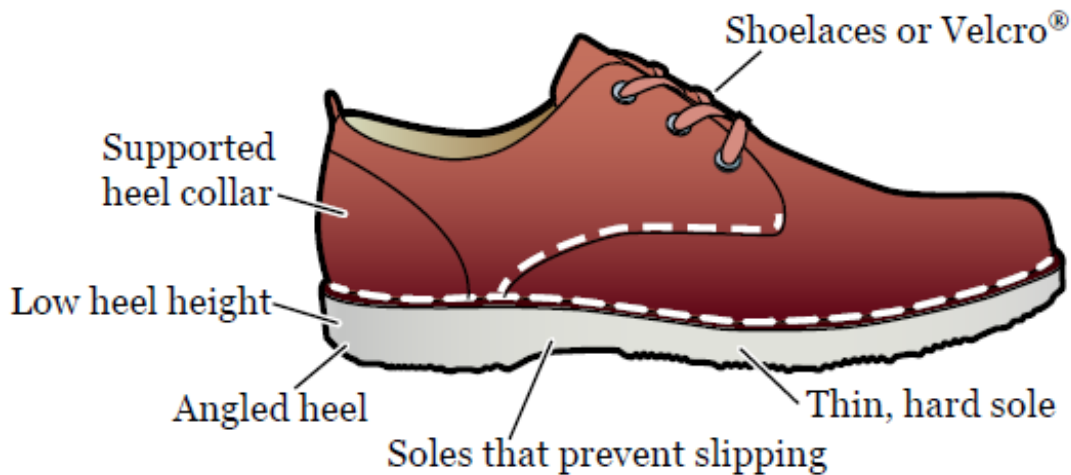 Shoelaces or Velcro®
Supported
heel collar
Low heel height
Angled heel
Thin, hard sole
Soles that prevent slipping